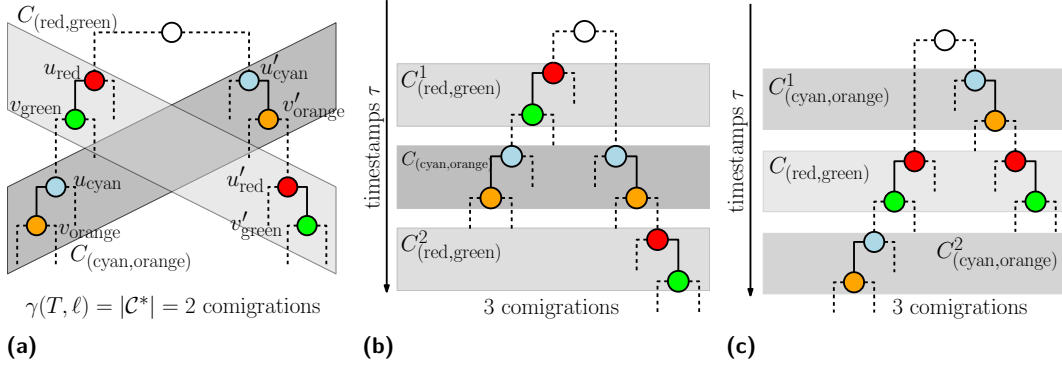 C(red,green)
u_red
u'_cyan
v_green
v'_orange
u_cyan
u'_red
v_orange
v'_green
C(cyan,orange)
γ(T, ℓ) = |C*| = 2 comigrations
(a)
timestamps τ
C¹(red,green)
C(cyan,orange)
C²(red,green)
3 comigrations
(b)
timestamps τ
C¹(cyan,orange)
C(red,green)
C²(cyan,orange)
3 comigrations
(c)